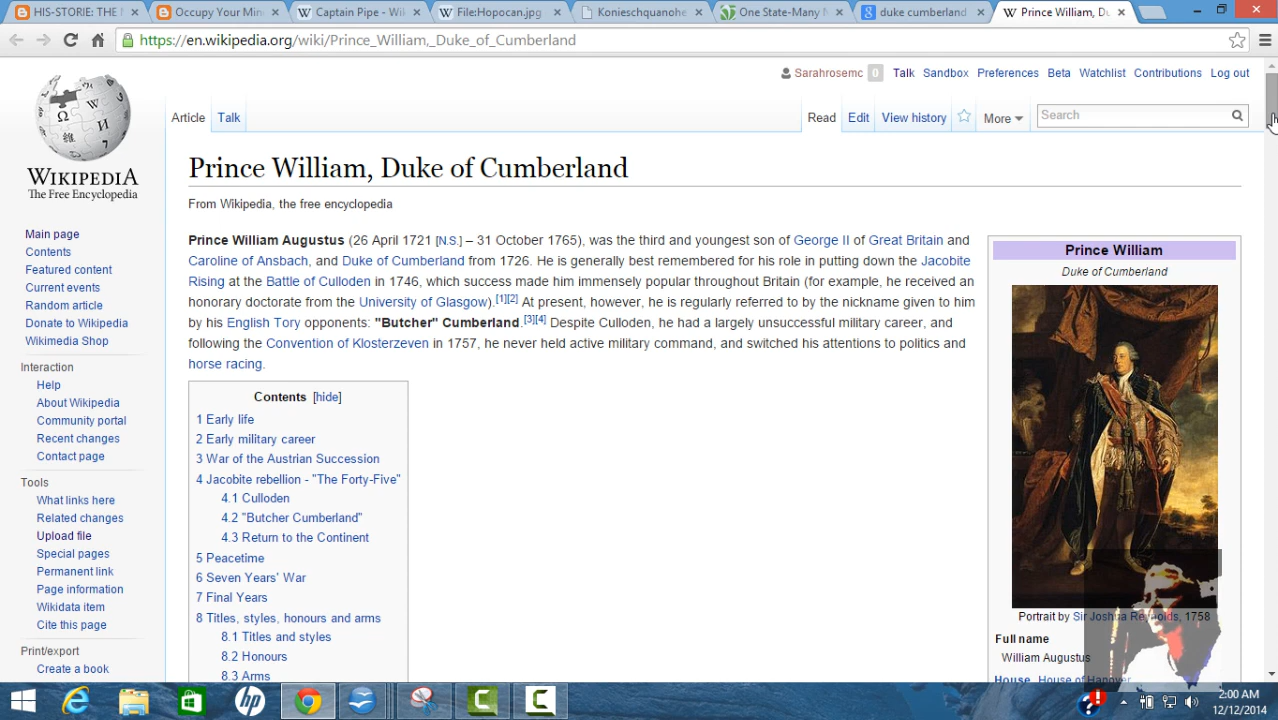 HIS-STORIE: THE
Occupy Your Min
Captain Pipe - Wiki
File:Hopocan.jpg
Konieschquanohe
One State-Many
duke cumberland
Prince William, Du
https://en.wikipedia.org/wiki/Prince_William,_Duke_of_Cumberland
Sarahrosemc 0 Talk Sandbox Preferences Beta Watchlist Contributions Log out
Article Talk Read Edit View history More Search
WIKIPEDIA
The Free Encyclopedia
Main page
Contents
Featured content
Current events
Random article
Donate to Wikipedia
Wikimedia Shop
Interaction
Help
About Wikipedia
Community portal
Recent changes
Contact page
Tools
What links here
Related changes
Upload file
Special pages
Permanent link
Page information
Wikidata item
Cite this page
Print/export
Create a book
Prince William, Duke of Cumberland
From Wikipedia, the free encyclopedia
Prince William Augustus (26 April 1721 [N.S.] – 31 October 1765), was the third and youngest son of George II of Great Britain and
Caroline of Ansbach, and Duke of Cumberland from 1726. He is generally best remembered for his role in putting down the Jacobite
Rising at the Battle of Culloden in 1746, which success made him immensely popular throughout Britain (for example, he received an
honorary doctorate from the University of Glasgow).[1][2] At present, however, he is regularly referred to by the nickname given to him
by his English Tory opponents: "Butcher" Cumberland.[3][4] Despite Culloden, he had a largely unsuccessful military career, and
following the Convention of Klosterzeven in 1757, he never held active military command, and switched his attentions to politics and
horse racing.
Contents [hide]
1 Early life
2 Early military career
3 War of the Austrian Succession
4 Jacobite rebellion - "The Forty-Five"
4.1 Culloden
4.2 "Butcher Cumberland"
4.3 Return to the Continent
5 Peacetime
6 Seven Years' War
7 Final Years
8 Titles, styles, honours and arms
8.1 Titles and styles
8.2 Honours
8.3 Arms
Prince William
Duke of Cumberland
Portrait by Sir Joshua Reynolds, 1758
Full name
William Augustus
House House of Hanover
hp
2:00 AM
12/12/2014